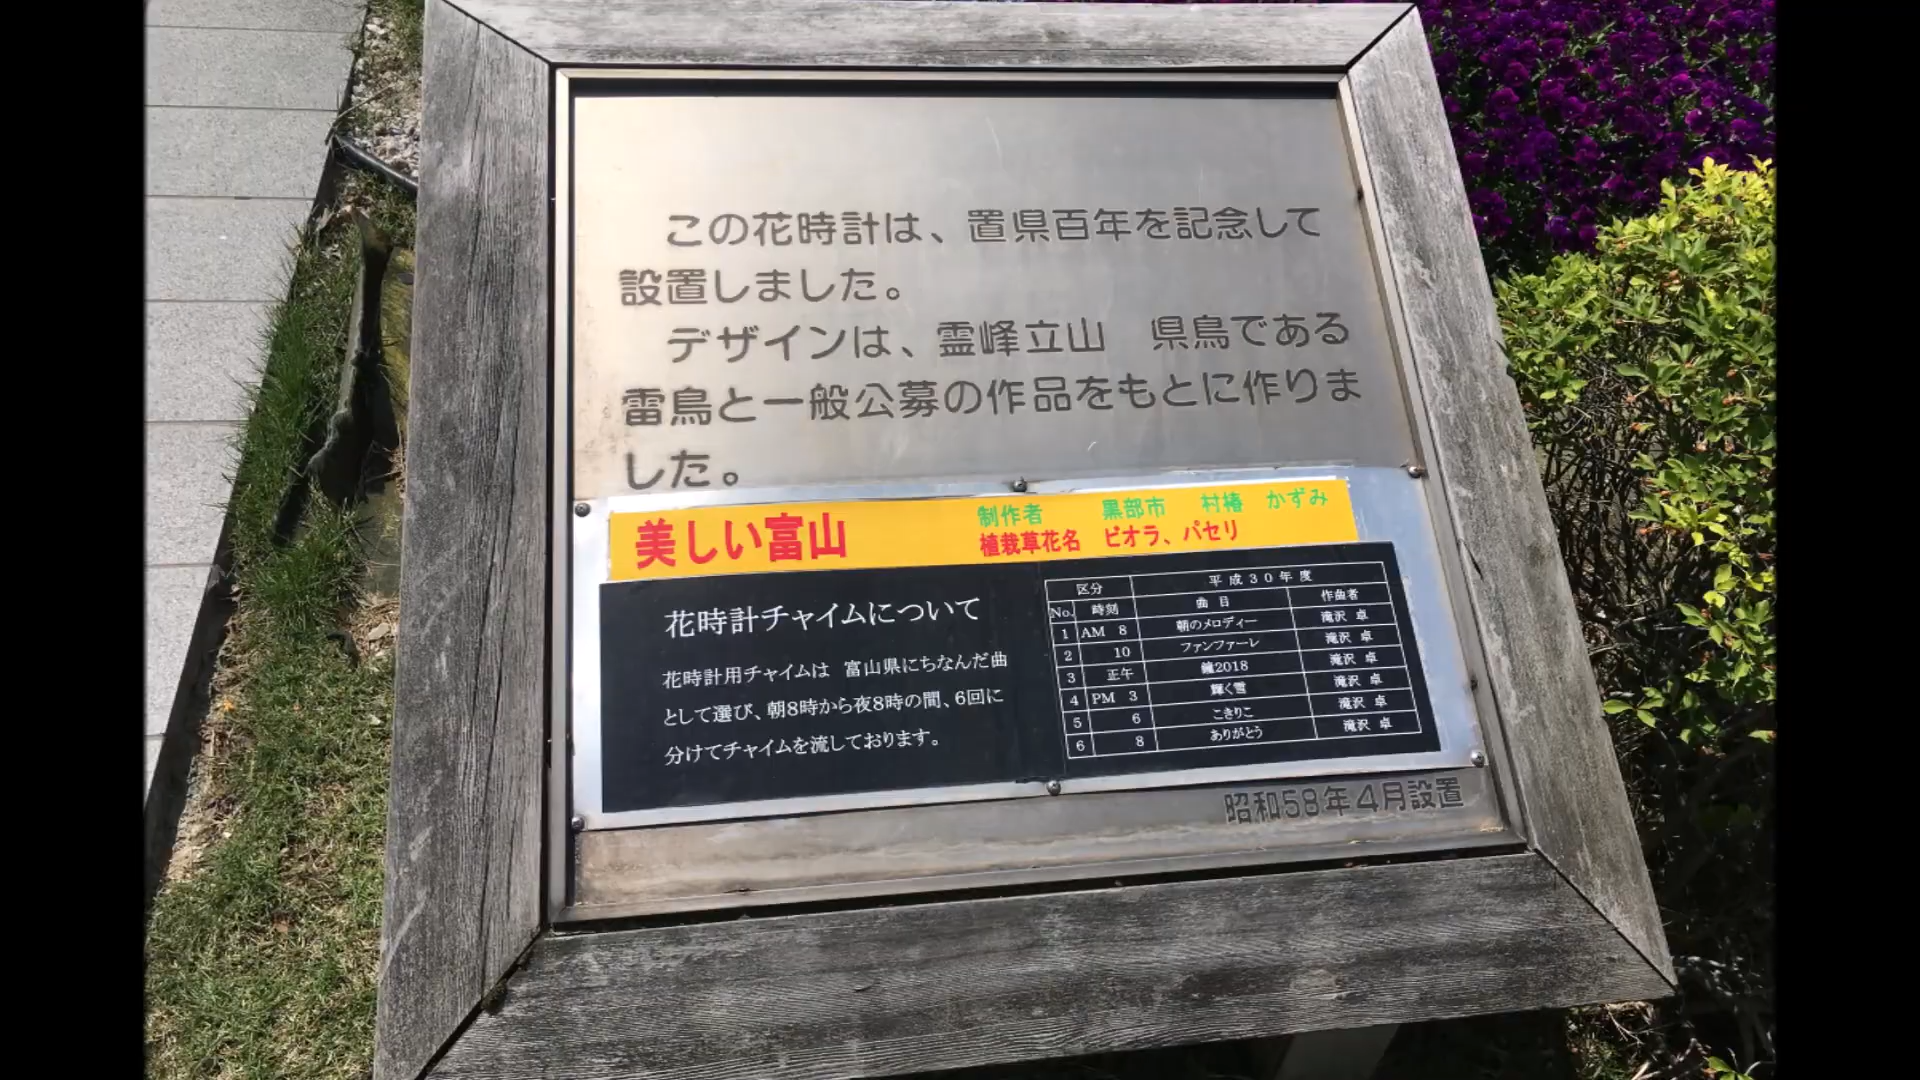 この花時計は、置県百年を記念して
設置しました。
デザインは、霊峰立山　県鳥である
雷鳥と一般公募の作品をもとに作りま
した。
美しい富山
制作者　黒部市　村椿　かずみ
植栽草花名　ビオラ、パセリ
花時計チャイムについて
花時計用チャイムは　富山県にちなんだ曲
として選び、朝8時から夜8時の間、6回に
分けてチャイムを流しております。
区分　平成30年度
No.　時刻　曲目　作曲者
1　AM 8　朝のメロディー　滝沢 卓
2　10　ファンファーレ　滝沢 卓
3　正午　鐘2018　滝沢 卓
4　PM 3　輝く雪　滝沢 卓
5　6　こきりこ　滝沢 卓
6　8　ありがとう　滝沢 卓
昭和58年4月設置